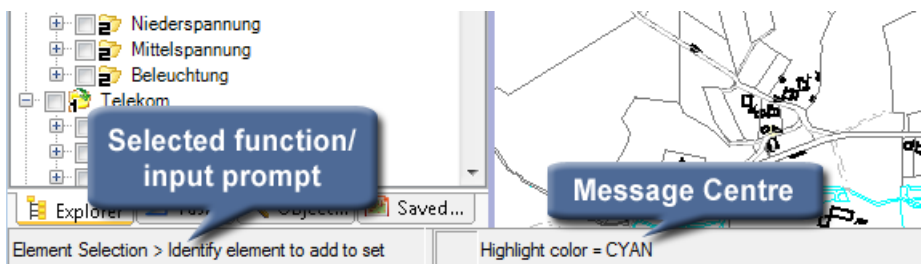 Niederspannung
Mittelspannung
Beleuchtung
Telekom
Selected function/
input prompt
Message Centre
Explorer
Saved...
Element Selection > Identify element to add to set
Highlight color = CYAN